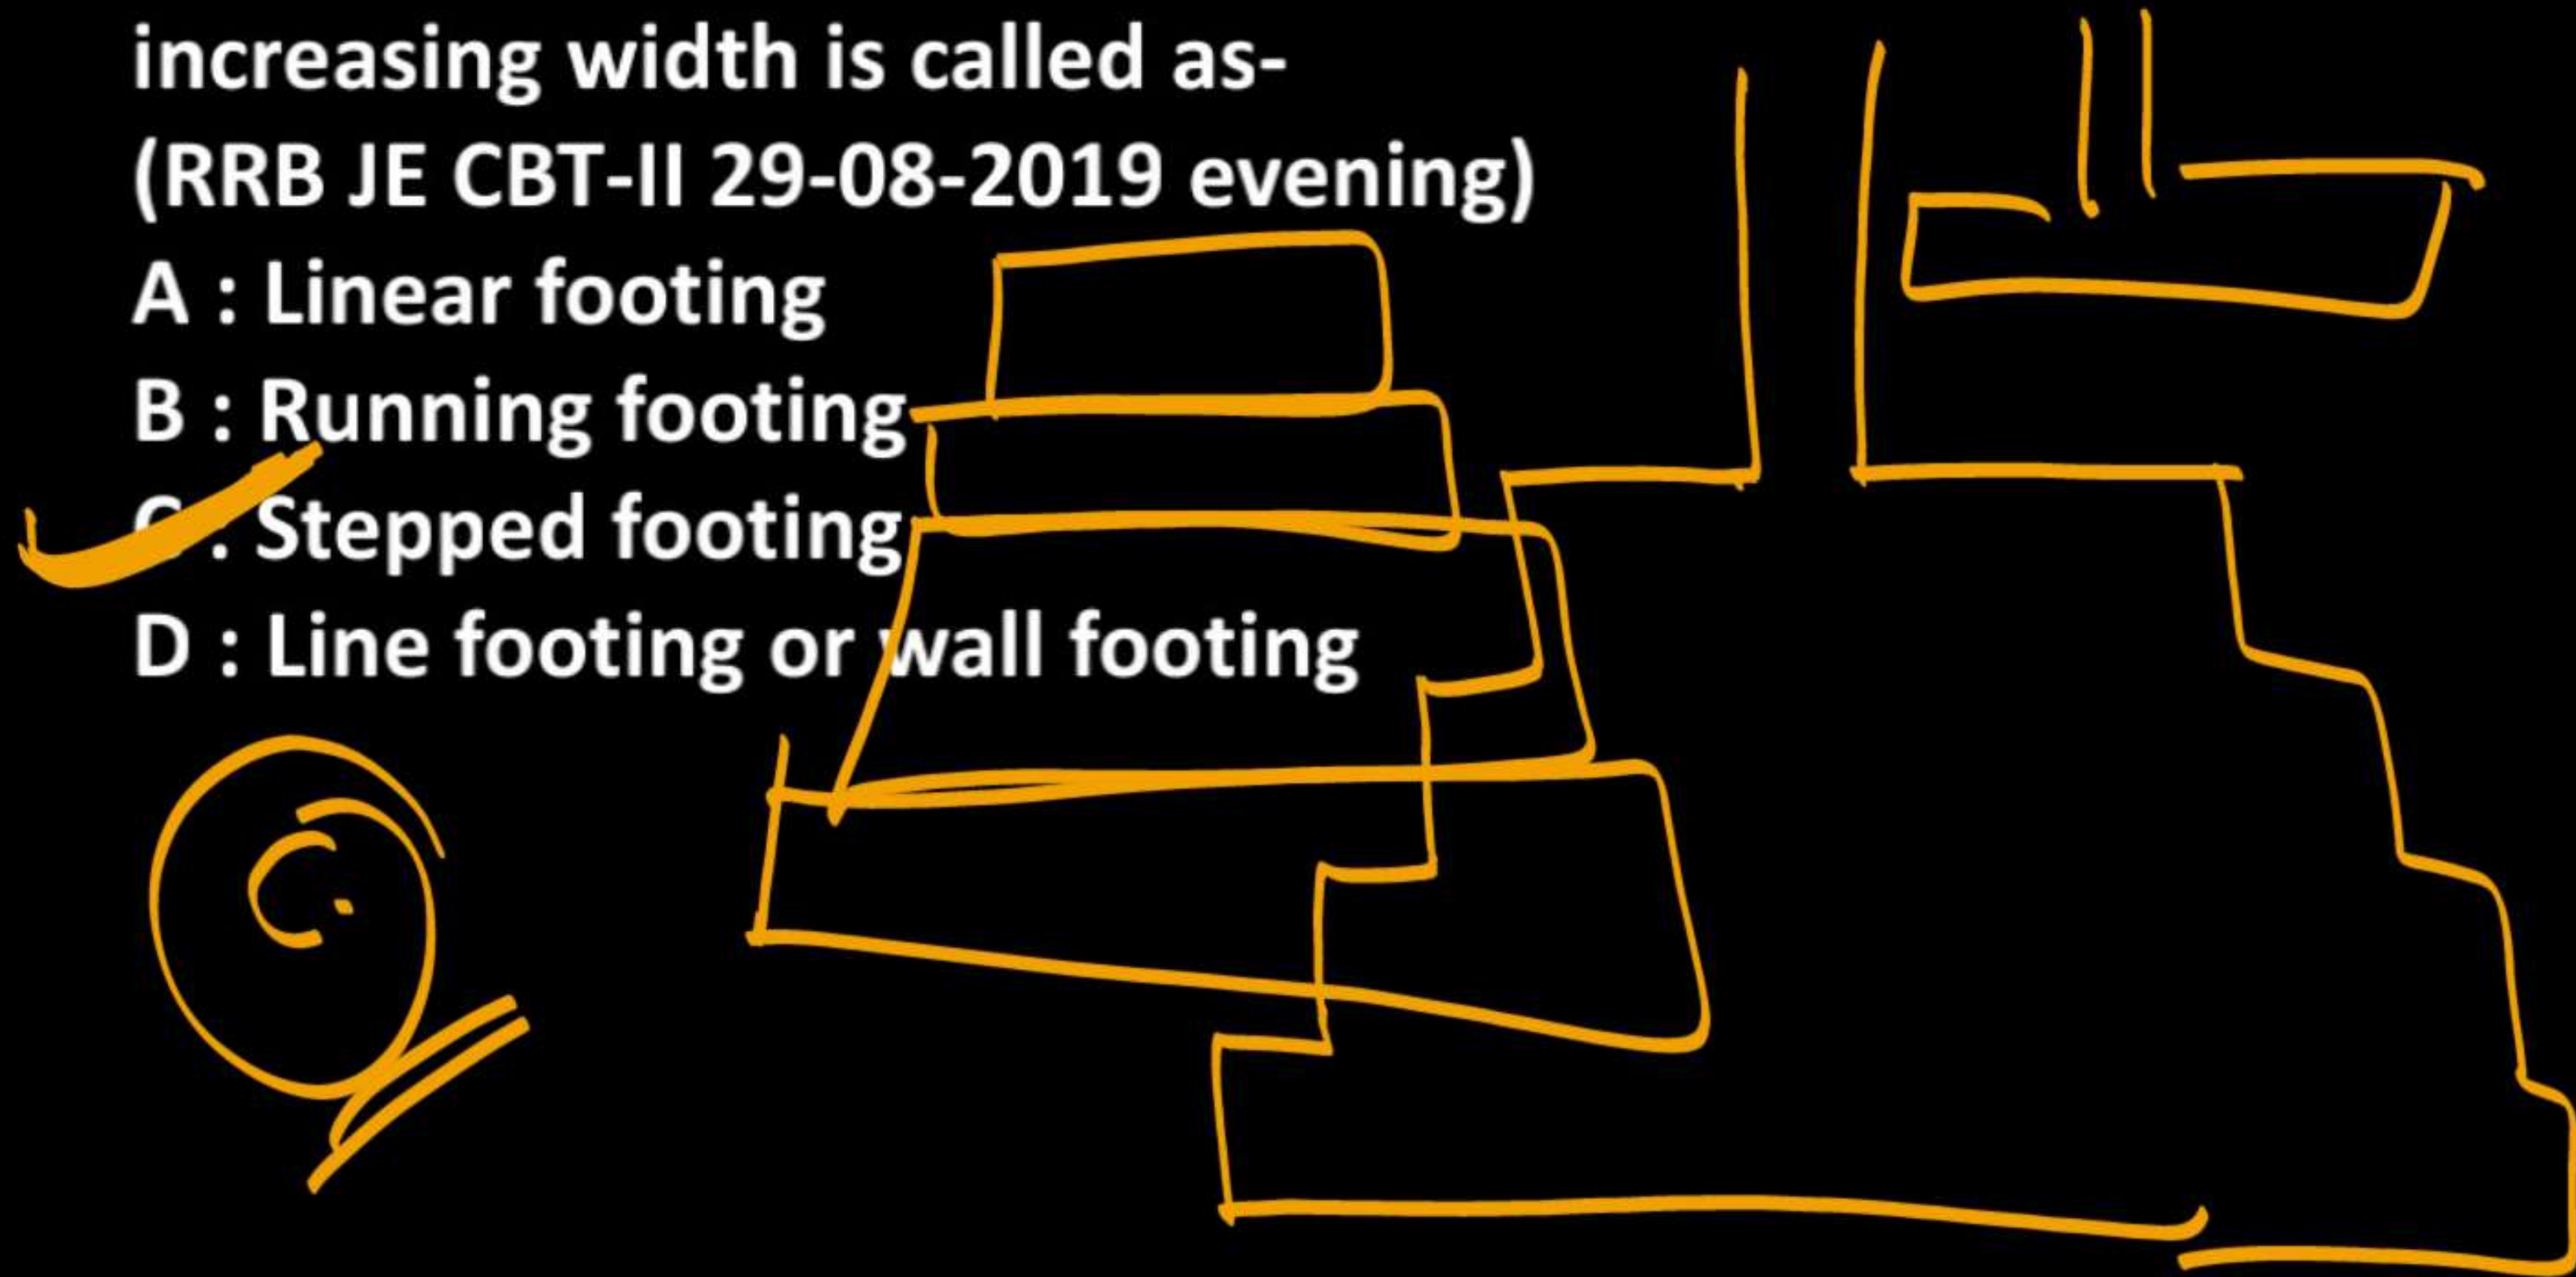 increasing width is called as-
(RRB JE CBT-II 29-08-2019 evening)
A : Linear footing
B : Running footing
C : Stepped footing
D : Line footing or wall footing